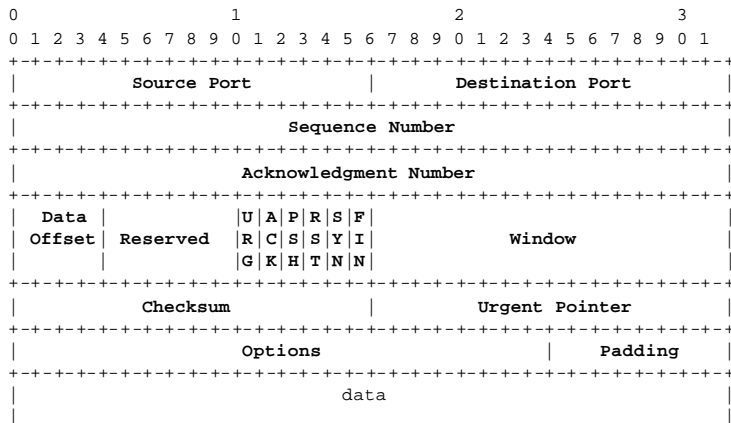 0                   1                   2                   3
0 1 2 3 4 5 6 7 8 9 0 1 2 3 4 5 6 7 8 9 0 1 2 3 4 5 6 7 8 9 0 1
+-+-+-+-+-+-+-+-+-+-+-+-+-+-+-+-+-+-+-+-+-+-+-+-+-+-+-+-+-+-+-+-+
|          Source Port          |       Destination Port        |
+-+-+-+-+-+-+-+-+-+-+-+-+-+-+-+-+-+-+-+-+-+-+-+-+-+-+-+-+-+-+-+-+
|                        Sequence Number                        |
+-+-+-+-+-+-+-+-+-+-+-+-+-+-+-+-+-+-+-+-+-+-+-+-+-+-+-+-+-+-+-+-+
|                    Acknowledgment Number                      |
+-+-+-+-+-+-+-+-+-+-+-+-+-+-+-+-+-+-+-+-+-+-+-+-+-+-+-+-+-+-+-+-+
|  Data |           |U|A|P|R|S|F|                               |
| Offset| Reserved  |R|C|S|S|Y|I|            Window             |
|       |           |G|K|H|T|N|N|                               |
+-+-+-+-+-+-+-+-+-+-+-+-+-+-+-+-+-+-+-+-+-+-+-+-+-+-+-+-+-+-+-+-+
|           Checksum            |         Urgent Pointer        |
+-+-+-+-+-+-+-+-+-+-+-+-+-+-+-+-+-+-+-+-+-+-+-+-+-+-+-+-+-+-+-+-+
|                    Options                    |    Padding    |
+-+-+-+-+-+-+-+-+-+-+-+-+-+-+-+-+-+-+-+-+-+-+-+-+-+-+-+-+-+-+-+-+
|                             data                              |
|                                                               |